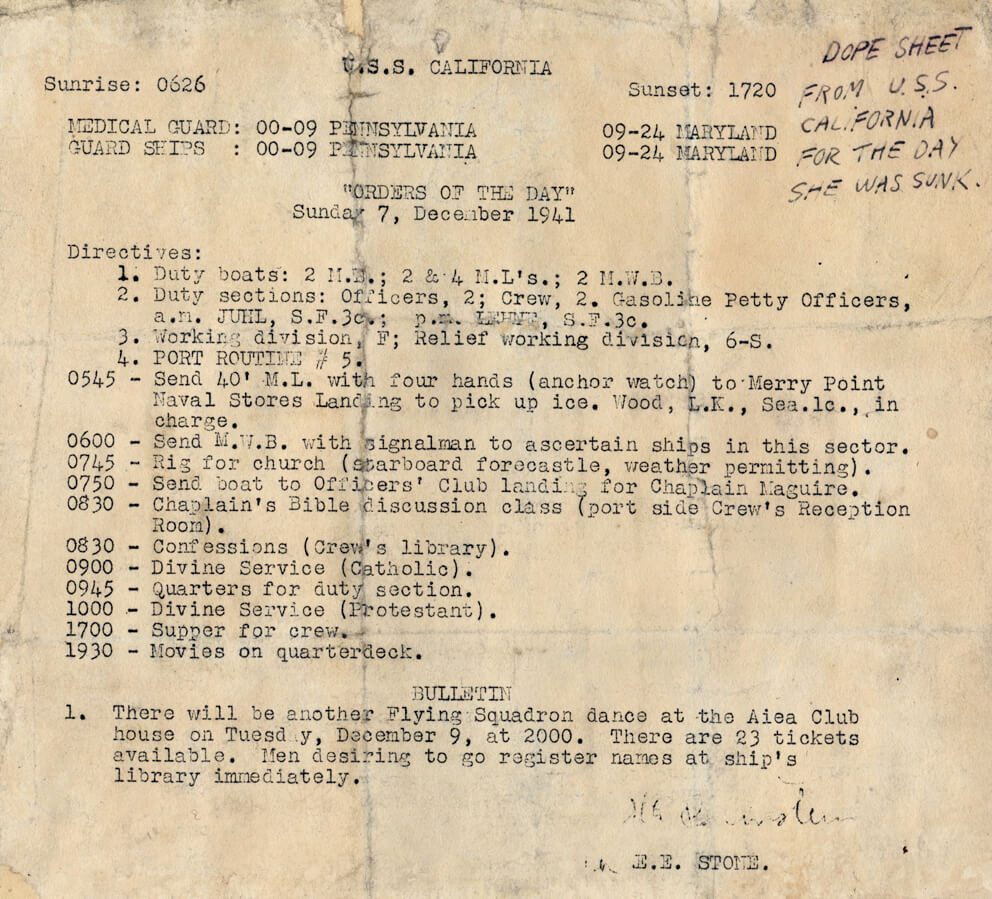 U.S.S. CALIFORNIA
Sunrise: 0626 Sunset: 1720
DOPE SHEET
FROM U.S.S.
CALIFORNIA
FOR THE DAY
SHE WAS SUNK.
MEDICAL GUARD: 00-09 PENNSYLVANIA 09-24 MARYLAND
GUARD SHIPS : 00-09 PENNSYLVANIA 09-24 MARYLAND
"ORDERS OF THE DAY"
Sunday 7, December 1941
Directives:
1. Duty boats: 2 M.B.; 2 & 4 M.L's.; 2 M.W.B.
2. Duty sections: Officers, 2; Crew, 2. Gasoline Petty Officers,
a.m. JUHL, S.F.3c.; p.m. S.F.3c.
3. Working division, F; Relief working division, 6-S.
4. PORT ROUTINE # 5.
0545 - Send 40' M.L. with four hands (anchor watch) to Merry Point
Naval Stores Landing to pick up ice. Wood, L.K., Sea.1c., in
charge.
0600 - Send M.W.B. with signalman to ascertain ships in this sector.
0745 - Rig for church (starboard forecastle, weather permitting).
0750 - Send boat to Officers' Club landing for Chaplain Maguire.
0830 - Chaplain's Bible discussion class (port side Crew's Reception
Room).
0830 - Confessions (Crew's library).
0900 - Divine Service (Catholic).
0945 - Quarters for duty section.
1000 - Divine Service (Protestant).
1700 - Supper for crew.
1930 - Movies on quarterdeck.
BULLETIN
1. There will be another Flying Squadron dance at the Aiea Club
house on Tuesday, December 9, at 2000. There are 23 tickets
available. Men desiring to go register names at ship's
library immediately.
E.E. STONE.